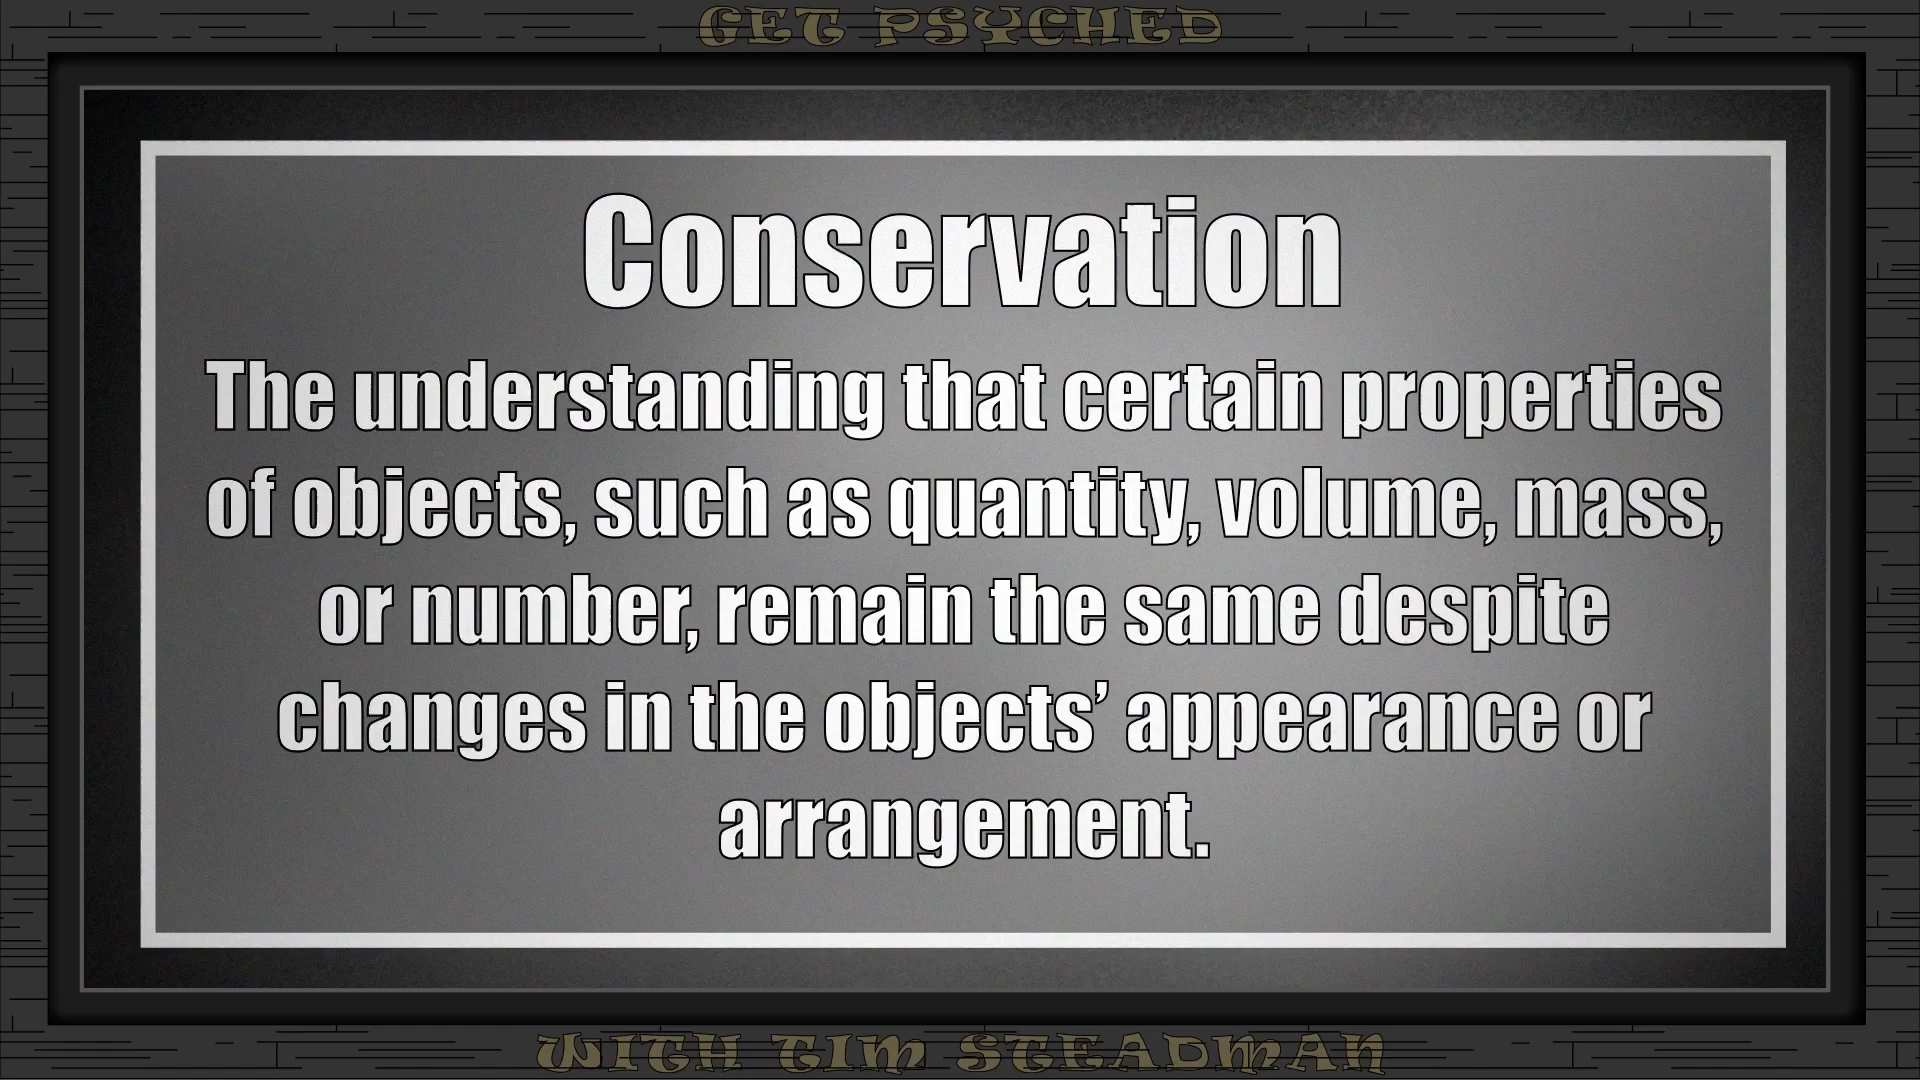 GET PSYCHED
Conservation
The understanding that certain properties
of objects, such as quantity, volume, mass,
or number, remain the same despite
changes in the objects’ appearance or
arrangement.
WITH TIM STEADMAN